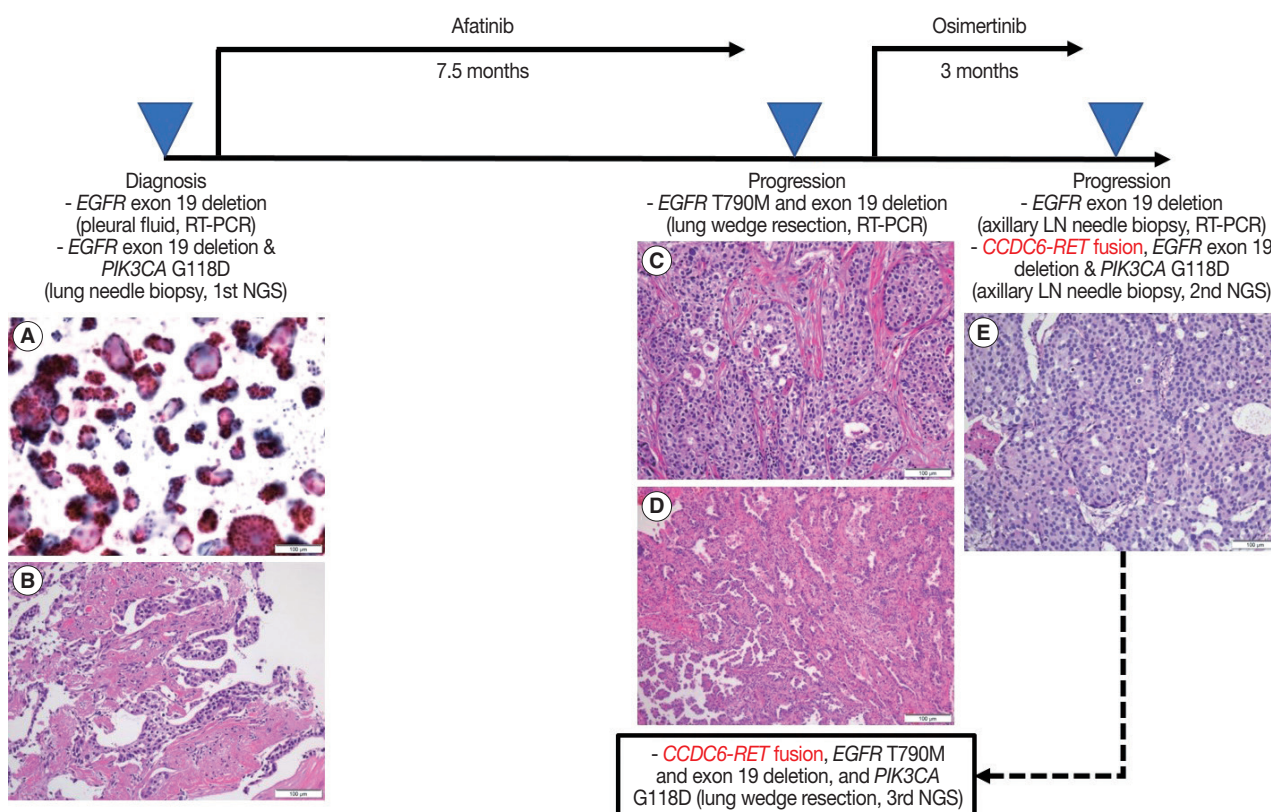 Afatinib
7.5 months
Osimertinib
3 months
Diagnosis
- EGFR exon 19 deletion
(pleural fluid, RT-PCR)
- EGFR exon 19 deletion &
PIK3CA G118D
(lung needle biopsy, 1st NGS)
Progression
- EGFR T790M and exon 19 deletion
(lung wedge resection, RT-PCR)
Progression
- EGFR exon 19 deletion
(axillary LN needle biopsy, RT-PCR)
- CCDC6-RET fusion, EGFR exon 19
deletion & PIK3CA G118D
(axillary LN needle biopsy, 2nd NGS)
A
100 μm
B
100 μm
C
100 μm
D
100 μm
E
100 μm
- CCDC6-RET fusion, EGFR T790M
and exon 19 deletion, and PIK3CA
G118D (lung wedge resection, 3rd NGS)